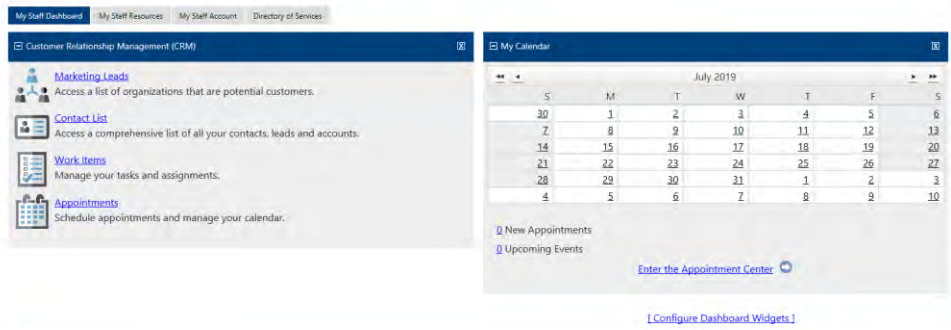 My Staff Dashboard My Staff Resources My Staff Account Directory of Services
Customer Relationship Management (CRM)
Marketing Leads
Access a list of organizations that are potential customers.
Contact List
Access a comprehensive list of all your contacts, leads and accounts.
Work Items
Manage your tasks and assignments.
Appointments
Schedule appointments and manage your calendar.
My Calendar
July 2019
S M T W T F S
30 1 2 3 4 5 6
7 8 9 10 11 12 13
14 15 16 17 18 19 20
21 22 23 24 25 26 27
28 29 30 31 1 2 3
4 5 6 7 8 9 10
0 New Appointments
0 Upcoming Events
Enter the Appointment Center
[ Configure Dashboard Widgets ]